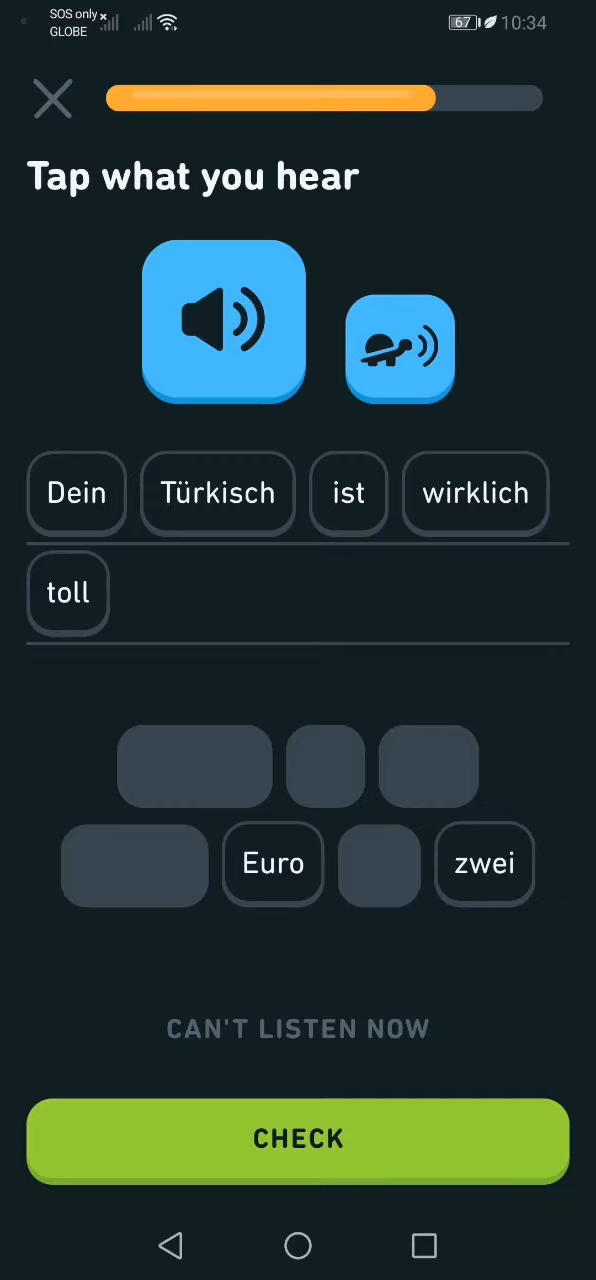 SOS only
GLOBE
67
10:34
Tap what you hear
Dein Türkisch ist wirklich
toll
Euro zwei
CAN'T LISTEN NOW
CHECK